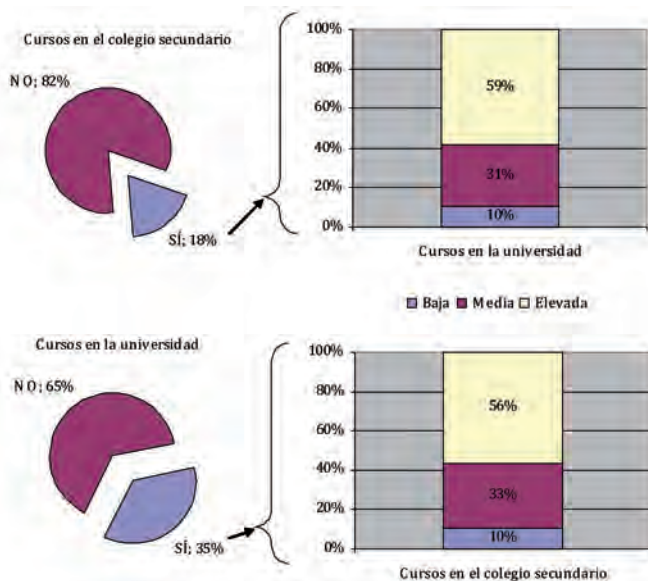 Cursos en el colegio secundario
NO; 82%
SÍ; 18%
100%
80%
60%
40%
20%
0%
59%
31%
10%
Cursos en la universidad
Baja Media Elevada
Cursos en la universidad
NO; 65%
SÍ; 35%
100%
80%
60%
40%
20%
0%
56%
33%
10%
Cursos en el colegio secundario